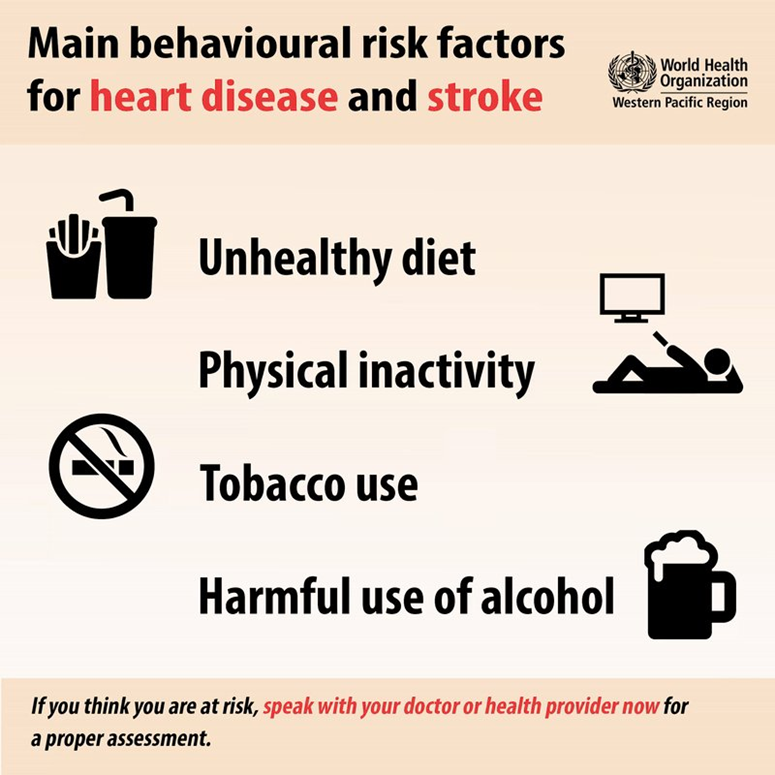 Main behavioural risk factors
for heart disease and stroke
World Health
Organization
Western Pacific Region
Unhealthy diet
Physical inactivity
Tobacco use
Harmful use of alcohol
If you think you are at risk, speak with your doctor or health provider now for
a proper assessment.